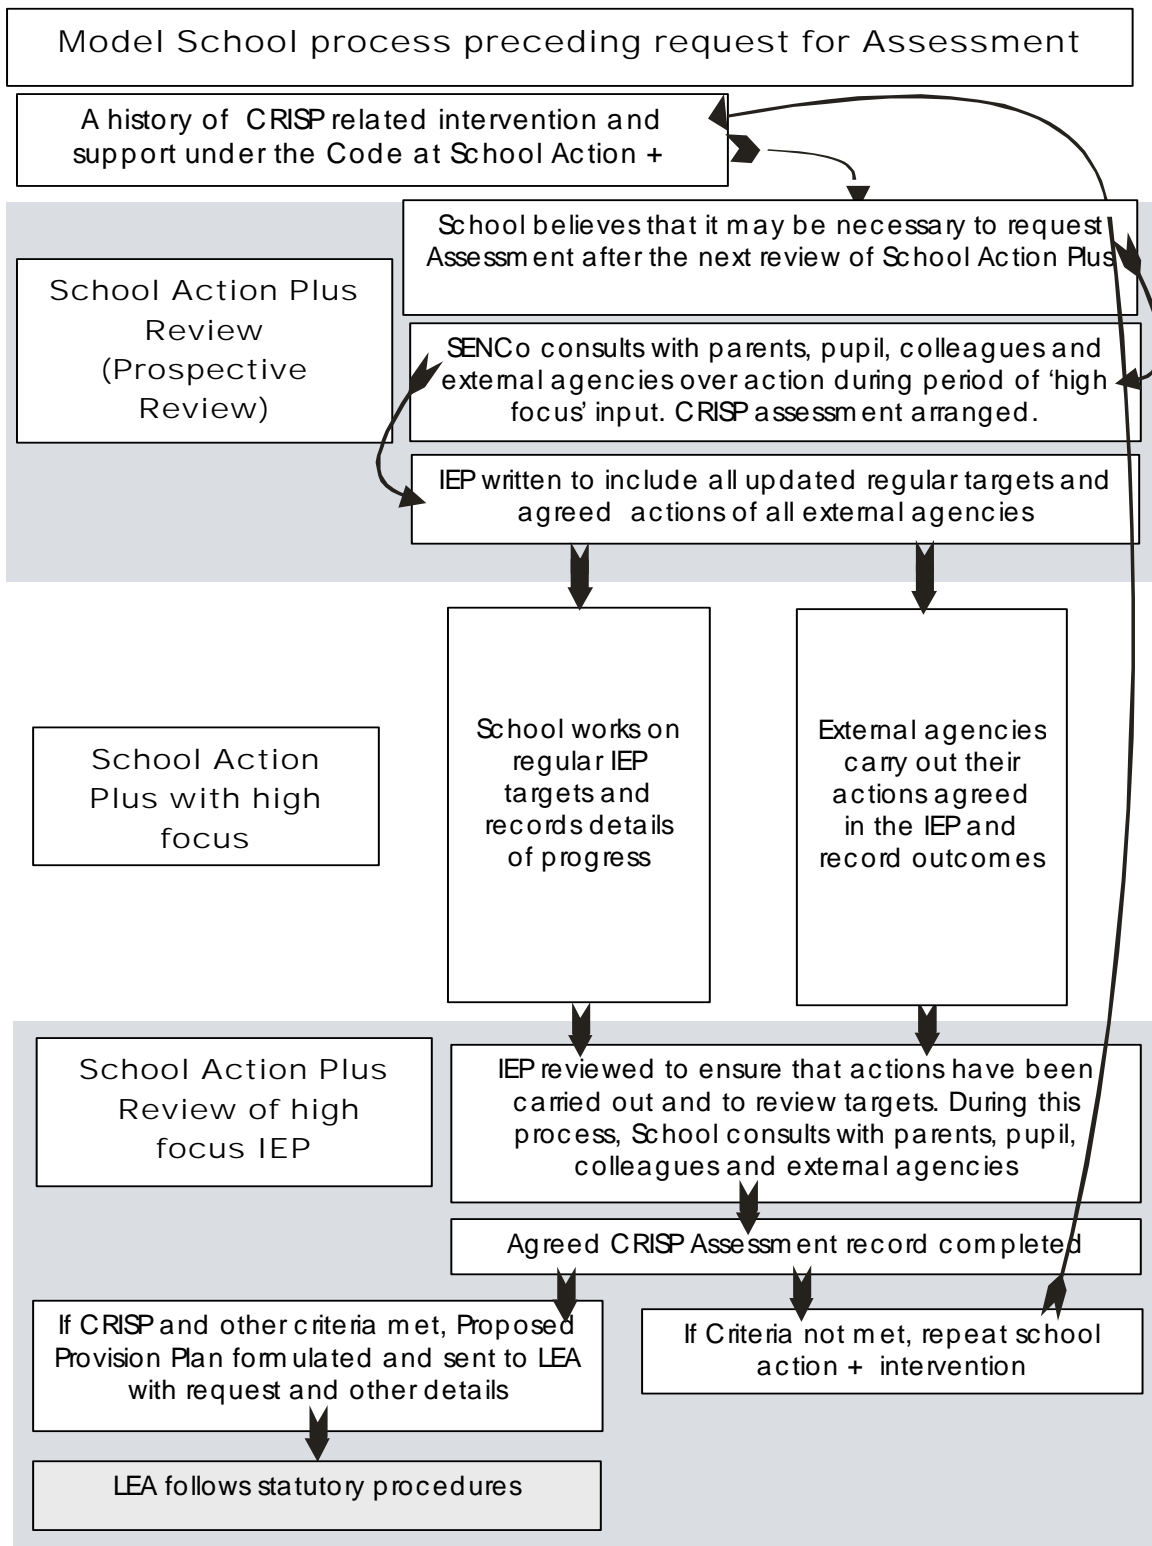 Model School process preceding request for Assessment
A history of CRISP related intervention and
support under the Code at School Action +
School believes that it may be necessary to request
Assessment after the next review of School Action Plus
School Action Plus
Review
(Prospective
Review)
SENCo consults with parents, pupil, colleagues and
external agencies over action during period of ‘high
focus’ input. CRISP assessment arranged.
IEP written to include all updated regular targets and
agreed actions of all external agencies
School Action
Plus with high
focus
School works on
regular IEP
targets and
records details
of progress
External agencies
carry out their
actions agreed
in the IEP and
record outcomes
School Action Plus
Review of high
focus IEP
IEP reviewed to ensure that actions have been
carried out and to review targets. During this
process, School consults with parents, pupil,
colleagues and external agencies
Agreed CRISP Assessment record completed
If CRISP and other criteria met, Proposed
Provision Plan formulated and sent to LEA
with request and other details
If Criteria not met, repeat school
action + intervention
LEA follows statutory procedures